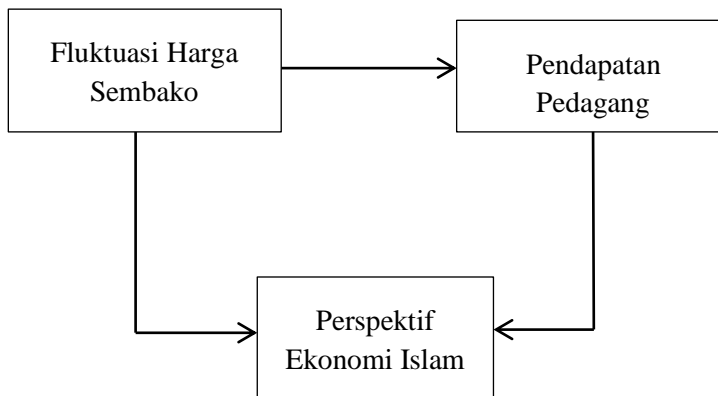 Fluktuasi Harga
Sembako
Pendapatan
Pedagang
Perspektif
Ekonomi Islam